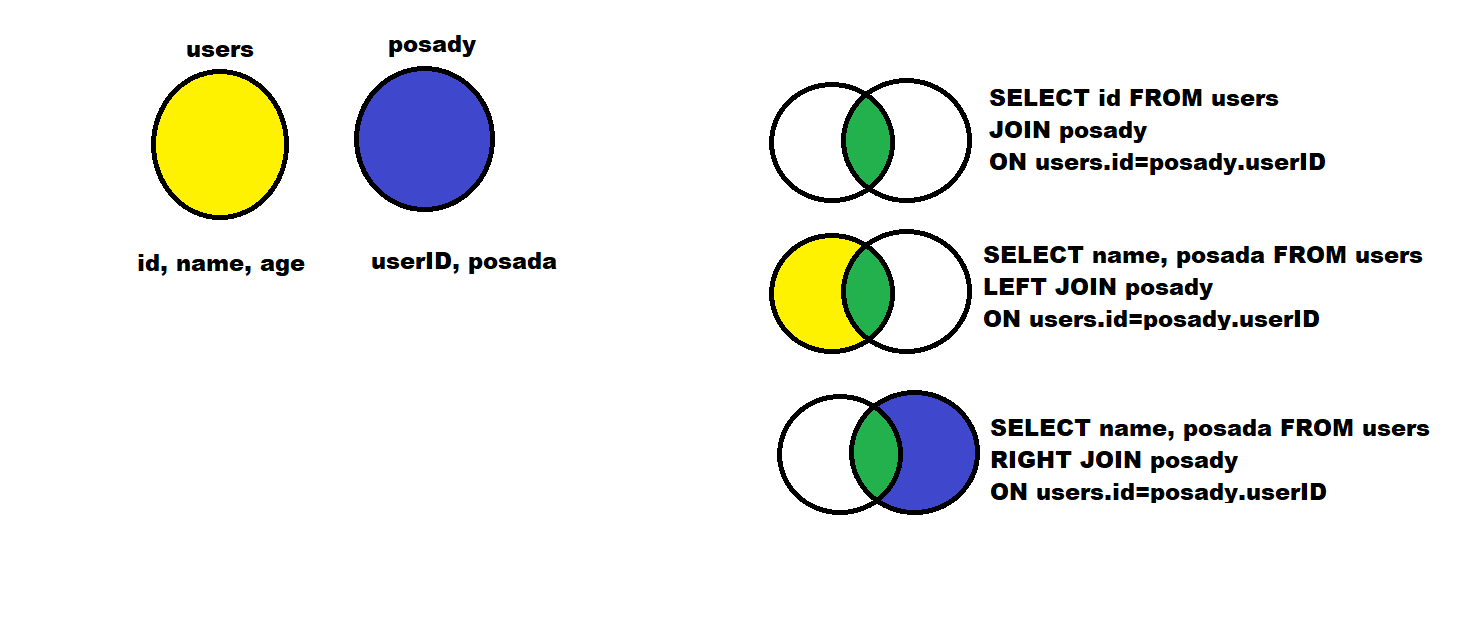 users
posady
id, name, age
userID, posada
SELECT id FROM users
JOIN posady
ON users.id=posady.userID
SELECT name, posada FROM users
LEFT JOIN posady
ON users.id=posady.userID
SELECT name, posada FROM users
RIGHT JOIN posady
ON users.id=posady.userID